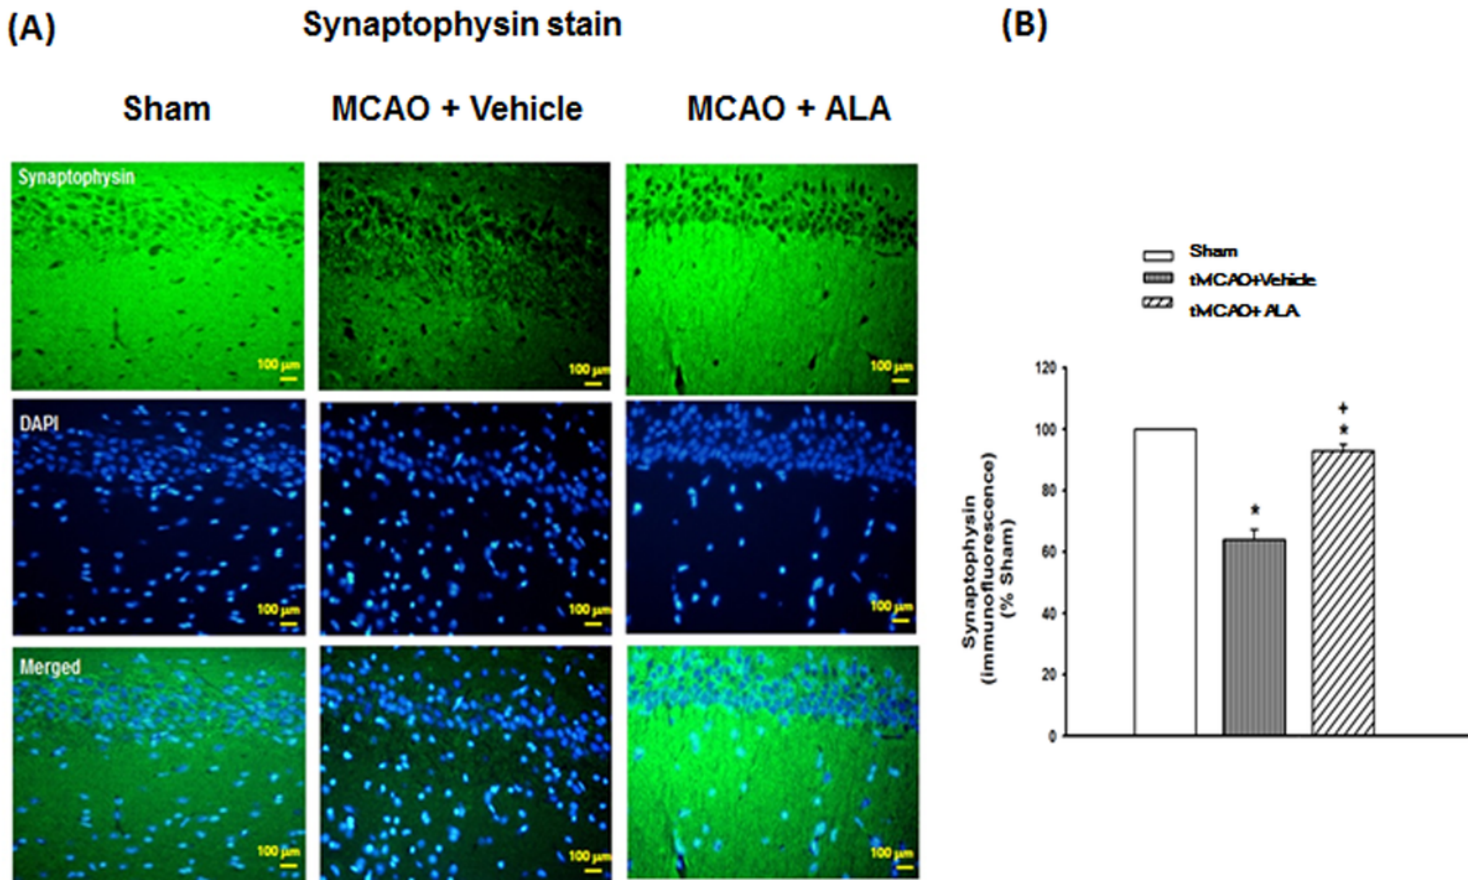 (A)
Synaptophysin stain
(B)
Sham
MCAO + Vehicle
MCAO + ALA
Synaptophysin
100 µm
100 µm
100 µm
DAPI
100 µm
100 µm
100 µm
Merged
100 µm
100 µm
100 µm
Sham
tMCAO+Vehicle
tMCAO+ ALA
Synaptophysin
(immunofluorescence)
(% Sham)
120
100
80
60
40
20
0
*
+
*